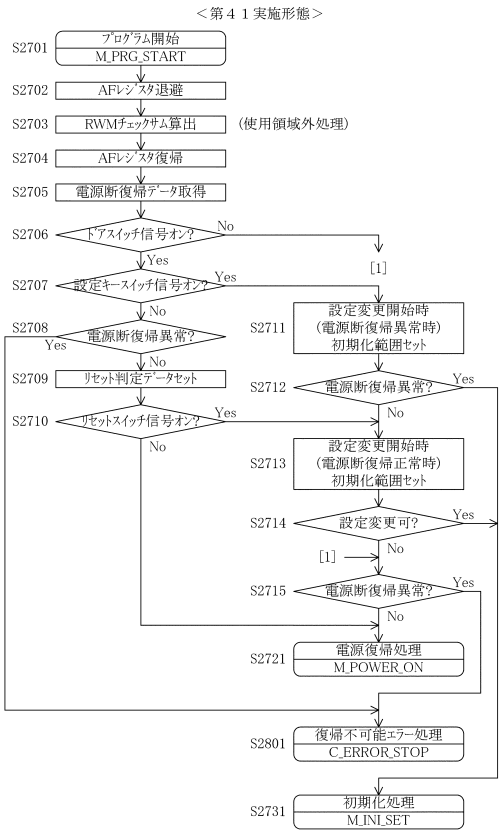 ＜第４１実施形態＞
S2701
プログラム開始
M_PRG_START
S2702
AFレジスタ退避
S2703
RWMチェックサム算出
(使用領域外処理)
S2704
AFレジスタ復帰
S2705
電源断復帰データ取得
S2706
ドアスイッチ信号オン?
No
[1]
Yes
S2707
設定キースイッチ信号オン?
Yes
No
S2708
電源断復帰異常?
Yes
No
S2709
リセット判定データセット
S2710
リセットスイッチ信号オン?
Yes
No
S2711
設定変更開始時
(電源断復帰異常時)
初期化範囲セット
S2712
電源断復帰異常?
Yes
No
S2713
設定変更開始時
(電源断復帰正常時)
初期化範囲セット
S2714
設定変更可?
Yes
No
[1]
S2715
電源断復帰異常?
Yes
No
S2721
電源復帰処理
M_POWER_ON
S2801
復帰不可能エラー処理
C_ERROR_STOP
S2731
初期化処理
M_INI_SET